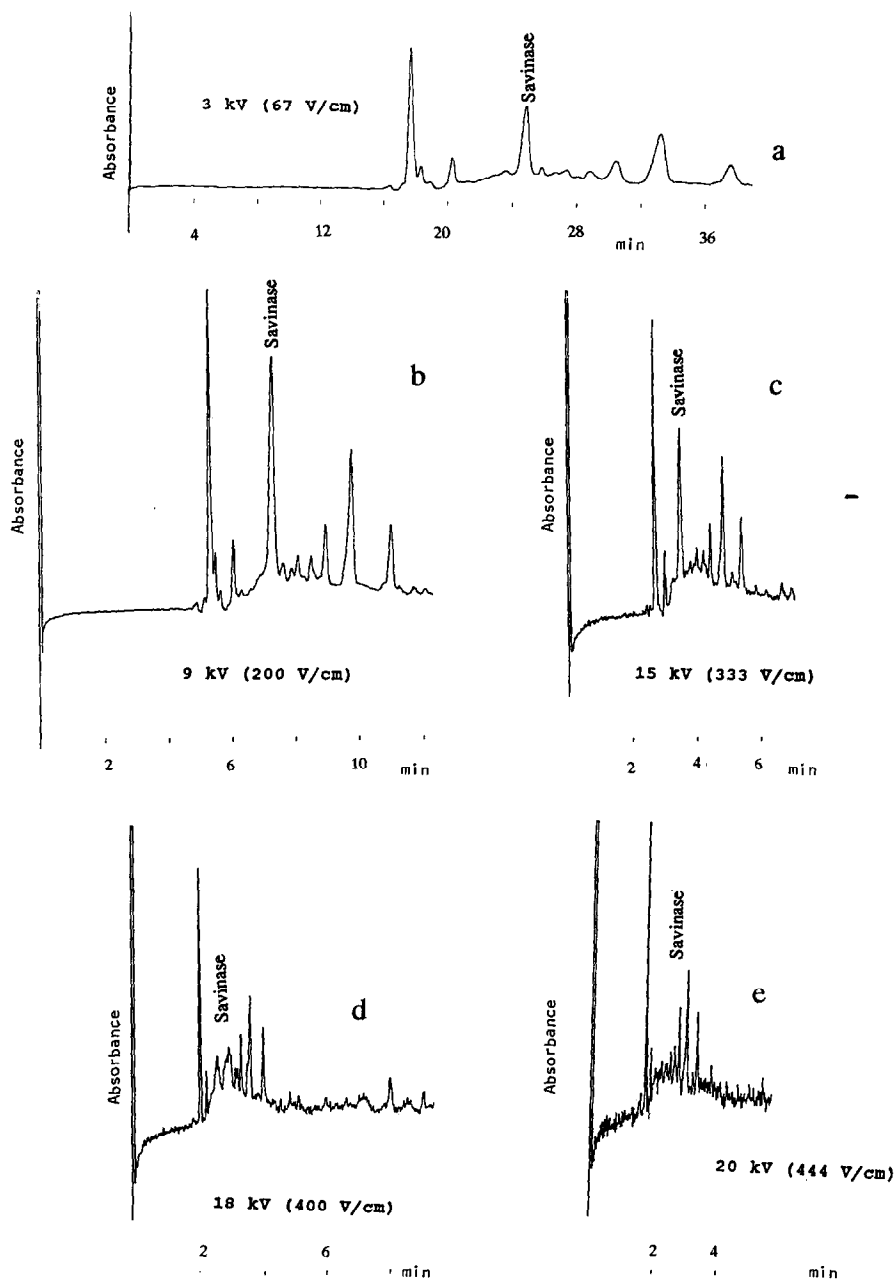 Absorbance
3 kV (67 V/cm)
Savinase
a
4 12 20 28 36
min
Absorbance
Savinase
b
9 kV (200 V/cm)
2 6 10 min
Absorbance
Savinase
c
15 kV (333 V/cm)
2 4 6 min
Absorbance
Savinase
d
18 kV (400 V/cm)
2 6 min
Absorbance
Savinase
e
20 kV (444 V/cm)
2 4 min